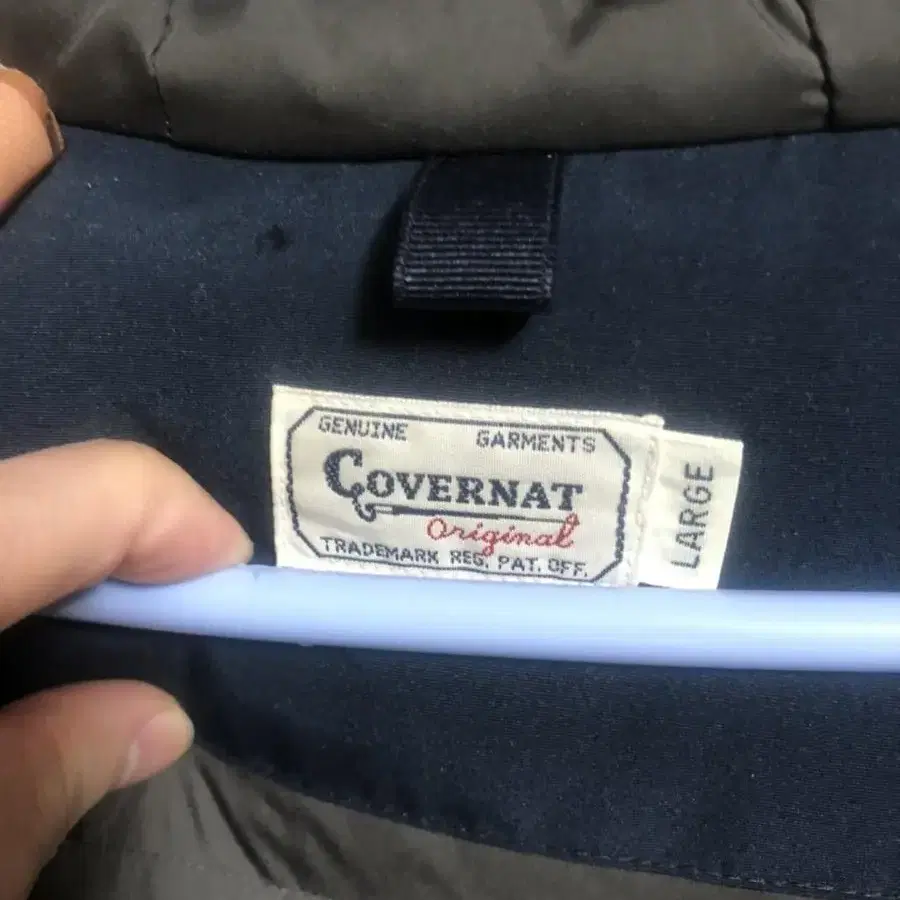 GENUINE GARMENTS
COVERNAT
Original
TRADEMARK REG. PAT. OFF.
LARGE